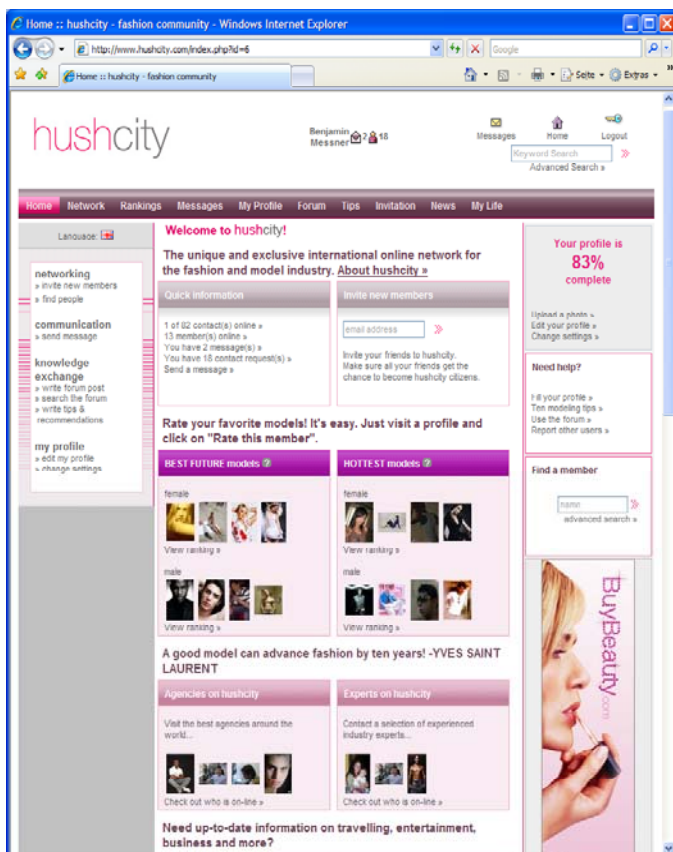 Home :: hushcity - fashion community - Windows Internet Explorer
http://www.hushcity.com/index.php?id=6
Google
Home :: hushcity - fashion community
Seite
Extras
hushcity
Benjamin Messner 2 18
Messages Home Logout
Keyword Search
Advanced Search »
Home Network Rankings Messages My Profile Forum Tips Invitation News My Life
Language:
networking
» invite new members
» find people
communication
» send message
knowledge
exchange
» write forum post
» search the forum
» write tips &
recommendations
my profile
» edit my profile
» change settings
Welcome to hushcity!
The unique and exclusive international online network for
the fashion and model industry. About hushcity »
Quick information
1 of 82 contact(s) online »
13 member(s) online »
You have 2 message(s) »
You have 18 contact request(s) »
Send a message »
Invite new members
email address
Invite your friends to hushcity.
Make sure all your friends get the
chance to become hushcity citizens.
Rate your favorite models! It's easy. Just visit a profile and
click on "Rate this member".
BEST FUTURE models ?
female
View ranking »
male
View ranking »
HOTTEST models ?
female
View ranking »
male
View ranking »
A good model can advance fashion by ten years! -YVES SAINT
LAURENT
Agencies on hushcity
Visit the best agencies around the
world...
Check out who is on-line »
Experts on hushcity
Contact a selection of experienced
industry experts...
Check out who is on-line »
Need up-to-date information on travelling, entertainment,
business and more?
Your profile is
83%
complete
Upload a photo »
Edit your profile »
Change settings »
Need help?
Fill your profile »
Ten modeling tips »
Use the forum »
Report other users »
Find a member
name
advanced search »
BuyBeauty.com